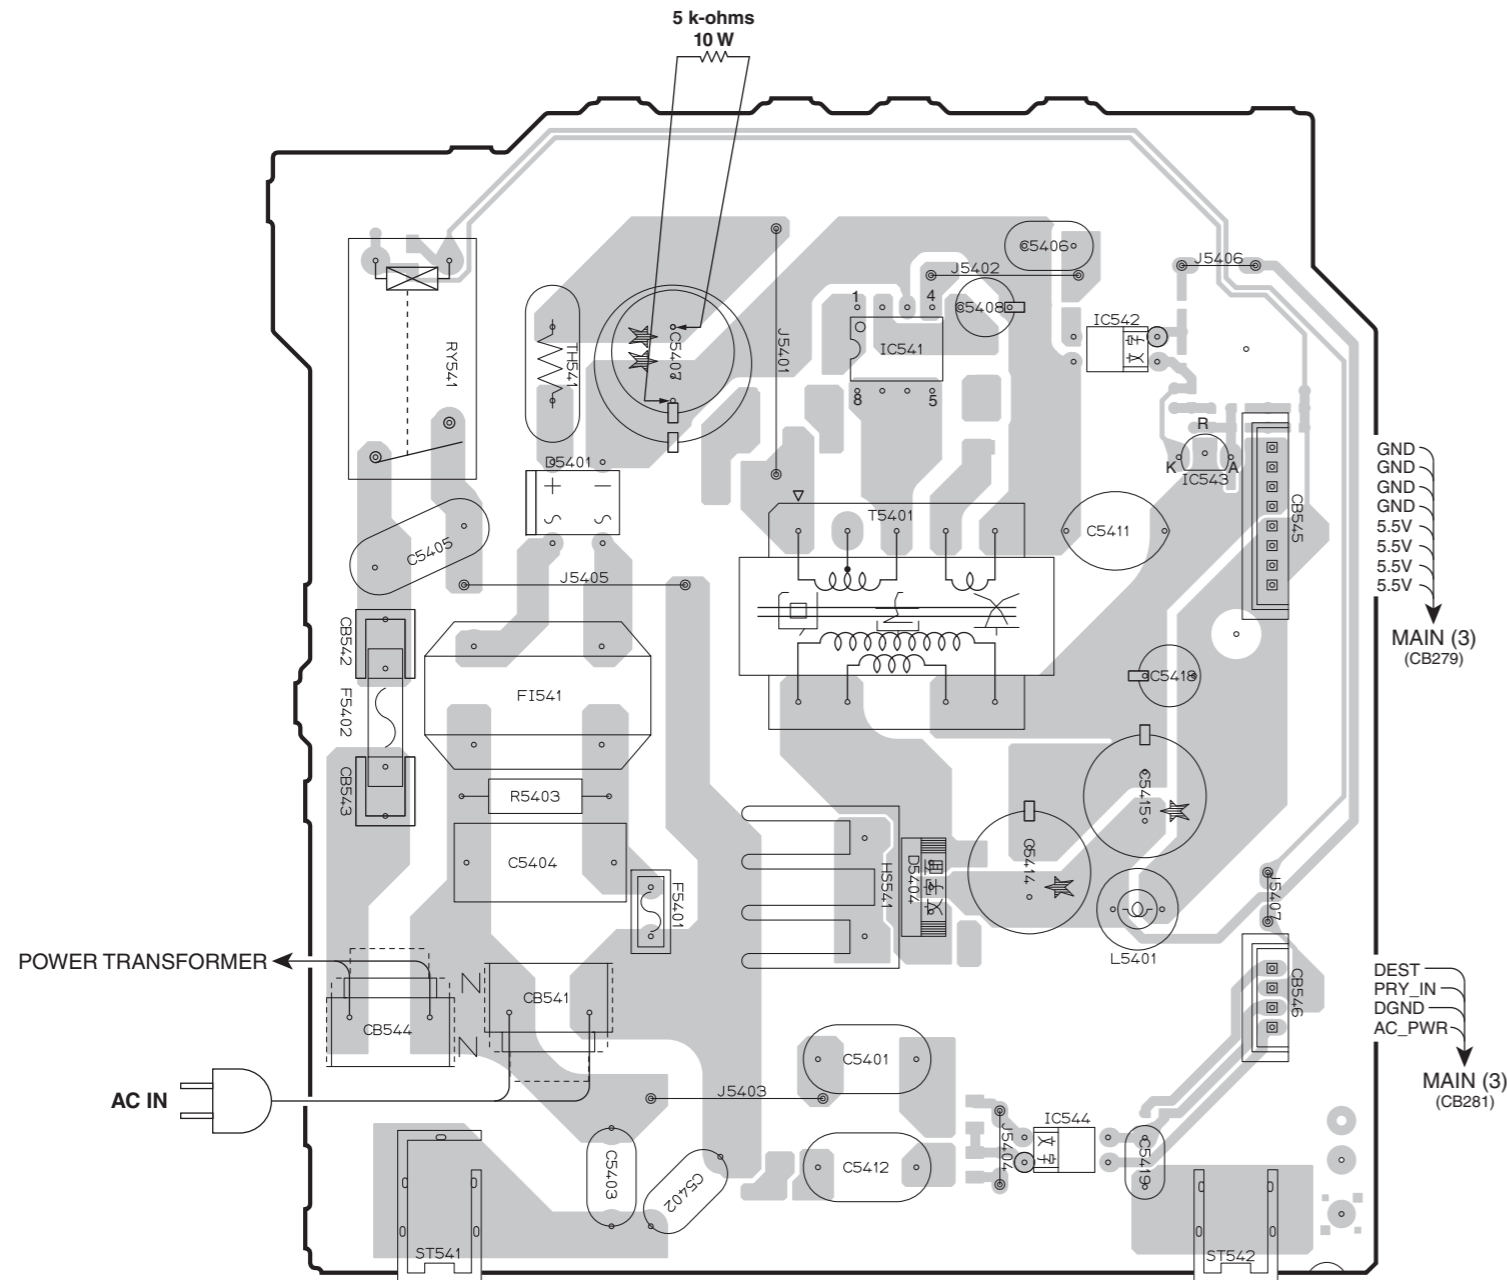 5 k-ohms
10 W
C5406
J5402
J5406
C5408
1
4
IC542
RY541
TH541
C5407
J5401
IC541
8
5
R
K
A
IC543
D5401
+
−
GND
GND
GND
GND
5.5V
5.5V
5.5V
5.5V
MAIN (3)
(CB279)
CB545
T5401
C5411
C5405
J5405
CB542
F5402
CB543
FI541
C5418
C5415
R5403
C5404
F5401
HS541
D5404
C5414
L5401
J5407
POWER TRANSFORMER
CB544
N
CB541
N
CB546
DEST
PRY_IN
DGND
AC_PWR
MAIN (3)
(CB281)
AC IN
C5401
J5403
IC544
J5404
文字
C5403
C5402
C5412
C5419
ST541
ST542